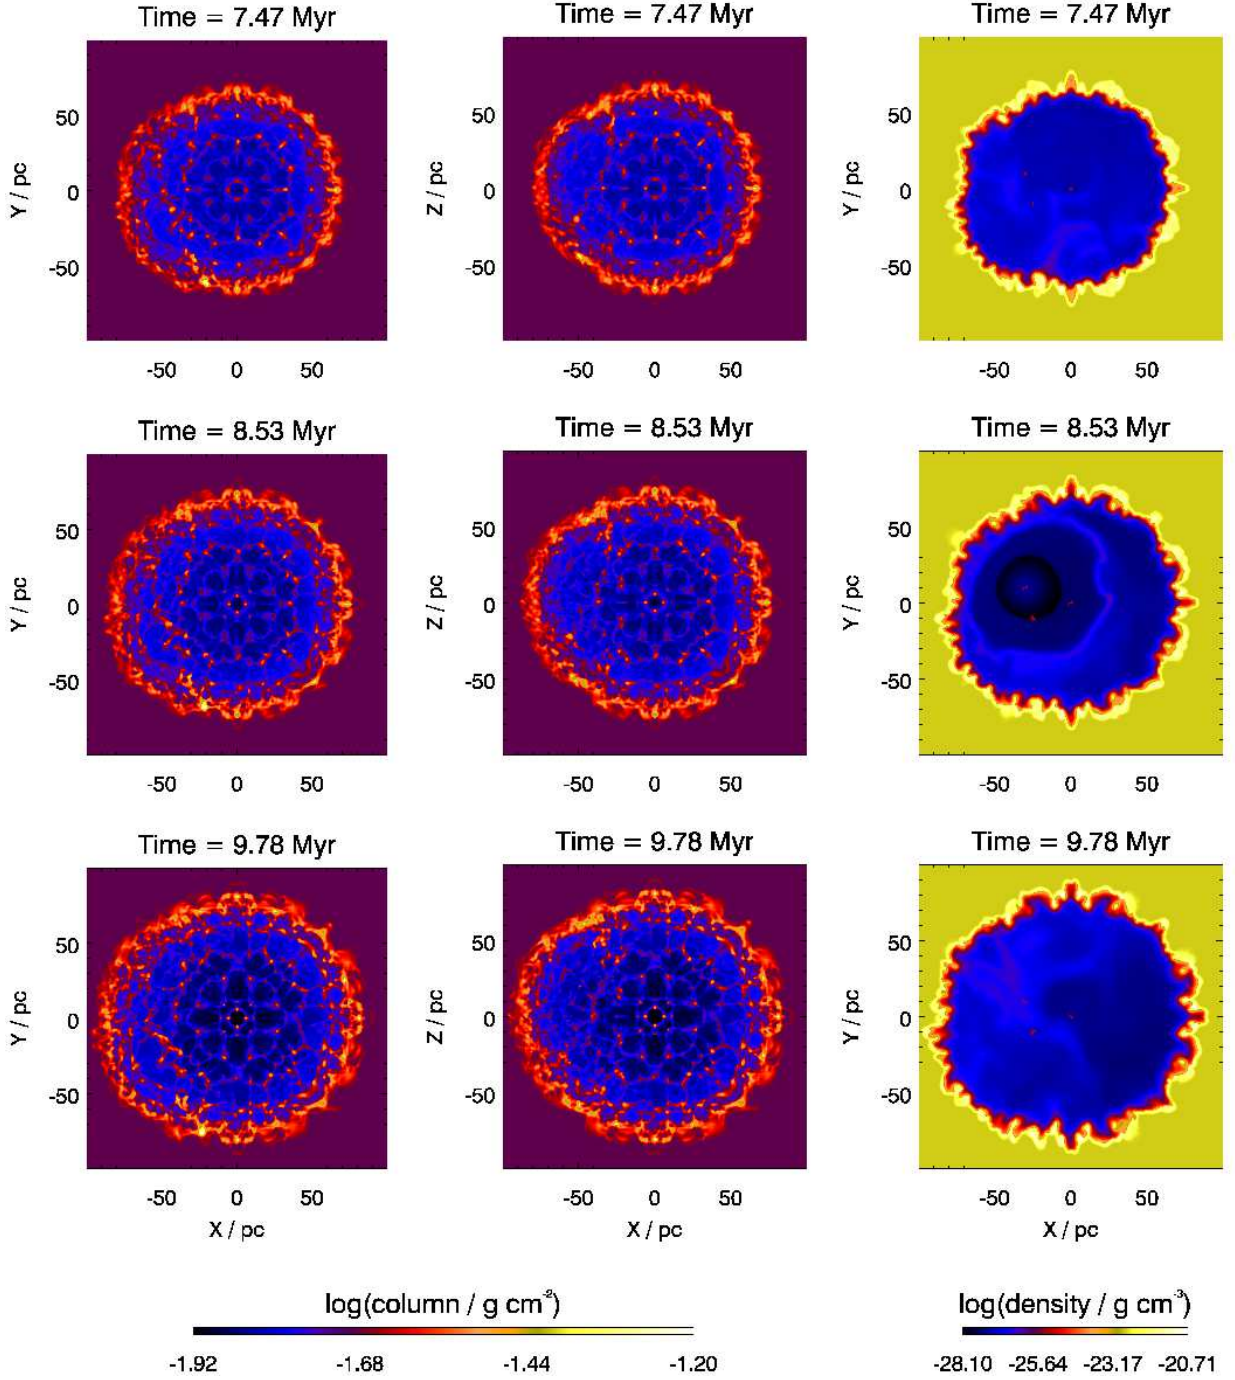 Time = 7.47 Myr Time = 7.47 Myr Time = 7.47 Myr
Y / pc Z / pc Y / pc
50 50 50
0 0 0
-50 -50 -50
-50 0 50 -50 0 50 -50 0 50
Time = 8.53 Myr Time = 8.53 Myr Time = 8.53 Myr
Y / pc Z / pc Y / pc
50 50 50
0 0 0
-50 -50 -50
-50 0 50 -50 0 50 -50 0 50
Time = 9.78 Myr Time = 9.78 Myr Time = 9.78 Myr
Y / pc Z / pc Y / pc
50 50 50
0 0 0
-50 -50 -50
-50 0 50 -50 0 50 -50 0 50
X / pc X / pc X / pc
log(column / g cm⁻²) log(density / g cm⁻³)
-1.92 -1.68 -1.44 -1.20 -28.10 -25.64 -23.17 -20.71